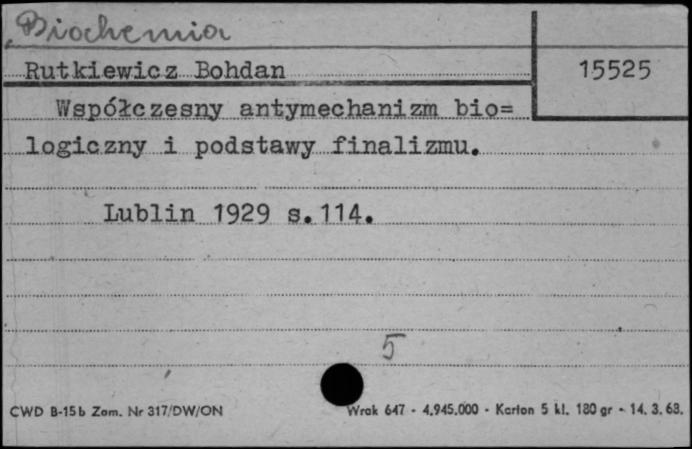 Biochemia
Rutkiewicz Bohdan
15525
Współczesny antymechanizm bio=
logiczny i podstawy finalizmu.
Lublin 1929 s.114.
5
CWD B-15b Zam. Nr 317/DW/ON
Wrak 647 - 4.945.000 - Karton 5 kl. 180 gr - 14. 3. 63.